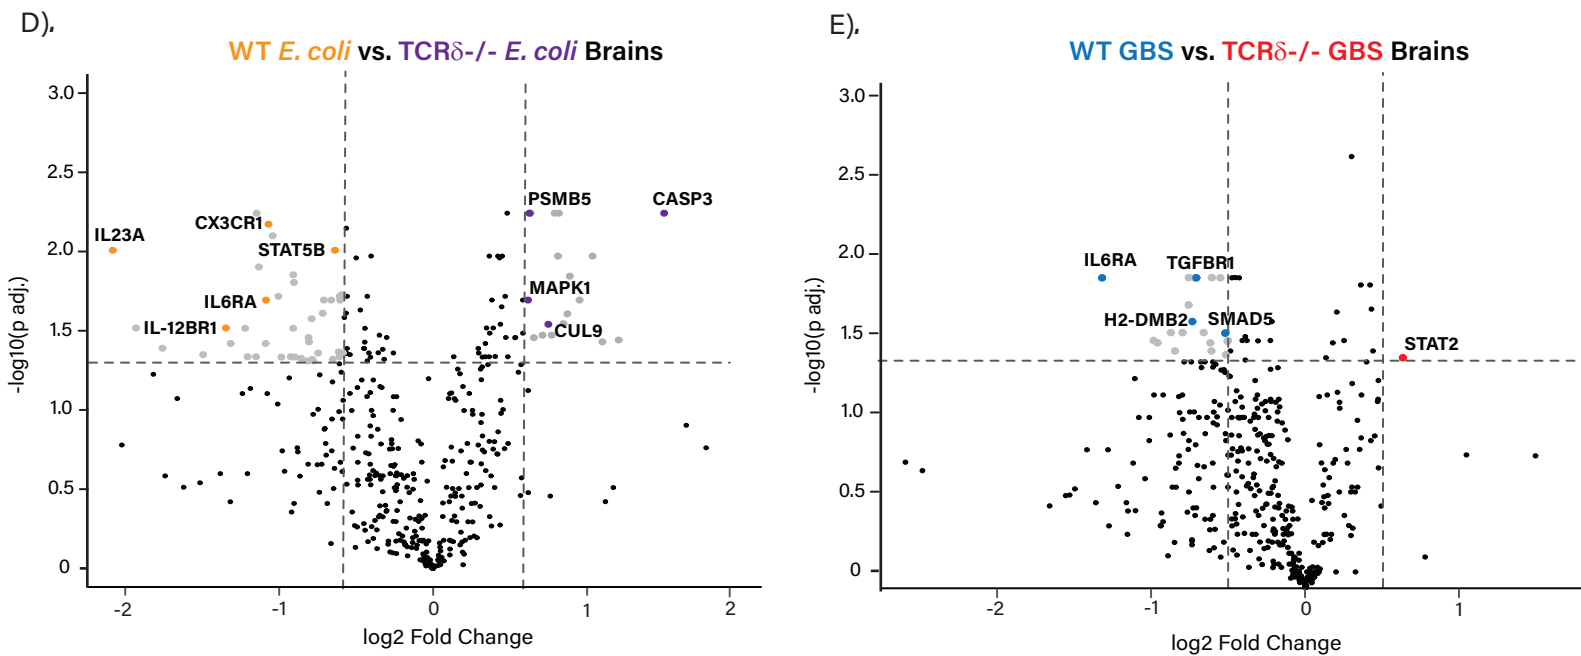 D).
WT E. coli vs. TCRδ-/- E. coli Brains
3.0
2.5
2.0
1.5
1.0
0.5
0
-log10(p adj.)
IL23A
CX3CR1
STAT5B
IL6RA
IL-12BR1
PSMB5
CASP3
MAPK1
CUL9
-2
-1
0
1
2
log2 Fold Change
E).
WT GBS vs. TCRδ-/- GBS Brains
3.0
2.5
2.0
1.5
1.0
0.5
0
-log10(p adj.)
IL6RA
TGFBR1
H2-DMB2
SMAD5
STAT2
-2
-1
0
1
log2 Fold Change